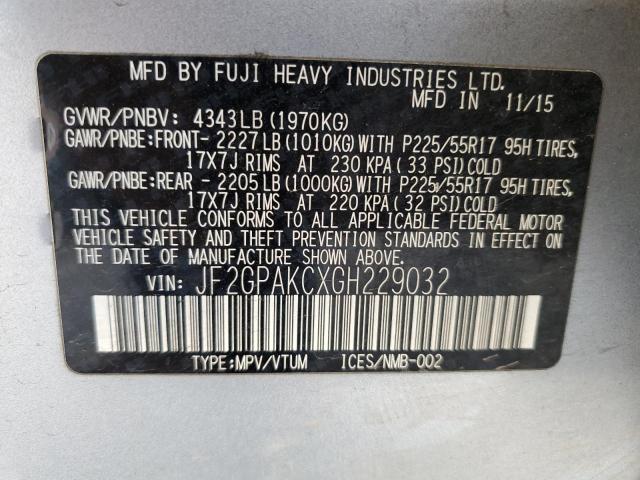 MFD BY FUJI HEAVY INDUSTRIES LTD.
MFD IN 11/15
GVWR/PNBV: 4343LB(1970KG)
GAWR/PNBE:FRONT-2227LB(1010KG)WITH P225/55R17 95H TIRES,
17X7J RIMS AT 230 KPA(33 PSI)COLD
GAWR/PNBE:REAR -2205LB(1000KG)WITH P225/55R17 95H TIRES,
17X7J RIMS AT 220 KPA(32 PSI)COLD
THIS VEHICLE CONFORMS TO ALL APPLICABLE FEDERAL MOTOR
VEHICLE SAFETY AND THEFT PREVENTION STANDARDS IN EFFECT ON
THE DATE OF MANUFACTURE SHOWN ABOVE.
VIN: JF2GPAKCXGH229032
TYPE:MPV/VTUM ICES/NMB-002